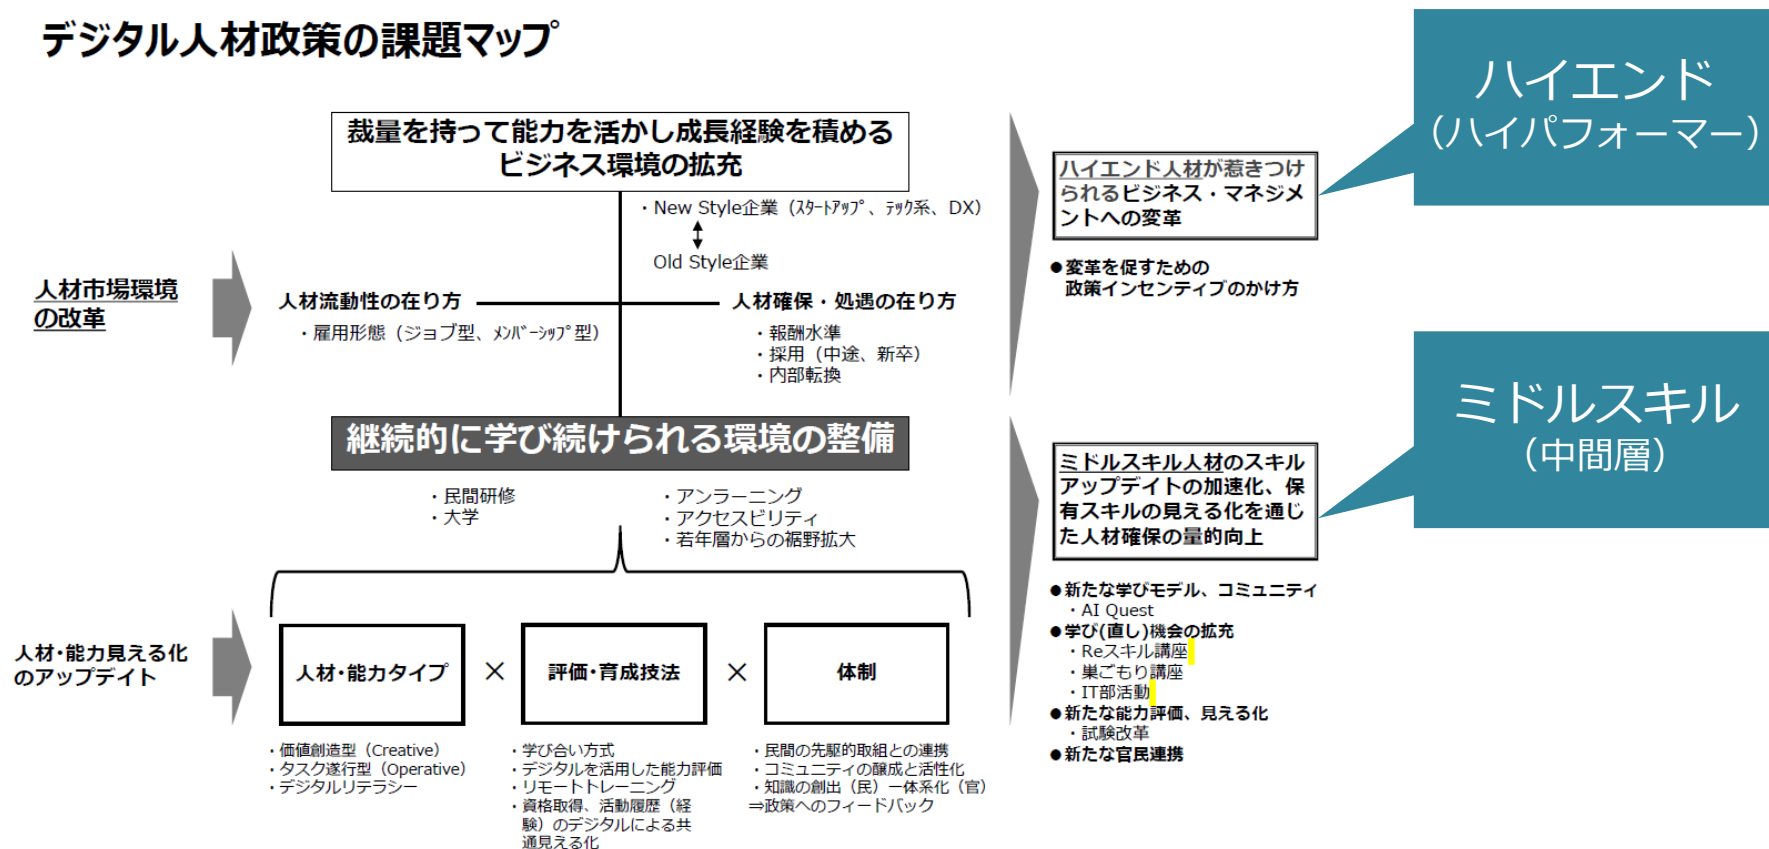 デジタル人材政策の課題マップ
ハイエンド
（ハイパフォーマー）
裁量を持って能力を活かし成長経験を積める
ビジネス環境の拡充
・New Style企業（ｽﾀｰﾄｱｯﾌﾟ、ﾃｯｸ系、DX）
Old Style企業
人材市場環境
の改革
人材流動性の在り方
・雇用形態（ジョブ型、ﾒﾝﾊﾞｰｼｯﾌﾟ型）
人材確保・処遇の在り方
・報酬水準
・採用（中途、新卒）
・内部転換
ハイエンド人材が惹きつけ
られるビジネス・マネジメ
ントへの変革
●変革を促すための
政策インセンティブのかけ方
ミドルスキル
（中間層）
継続的に学び続けられる環境の整備
・民間研修
・大学
・アンラーニング
・アクセスビリティ
・若年層からの裾野拡大
ミドルスキル人材のスキル
アップデイトの加速化、保
有スキルの見える化を通じ
た人材確保の量的向上
人材・能力見える化
のアップデイト
人材・能力タイプ
×
評価・育成技法
×
体制
・価値創造型（Creative）
・タスク遂行型（Operative）
・デジタルリテラシー
・学び合い方式
・デジタルを活用した能力評価
・リモートトレーニング
・資格取得、活動履歴（経
験）のデジタルによる共
通見える化
・民間の先駆的取組との連携
・コミュニティの醸成と活性化
・知識の創出（民）ー体系化（官）
⇒政策へのフィードバック
●新たな学びモデル、コミュニティ
・AI Quest
●学び(直し)機会の拡充
・Reスキル講座
・巣ごもり講座
・IT部活動
●新たな能力評価、見える化
・試験改革
●新たな官民連携